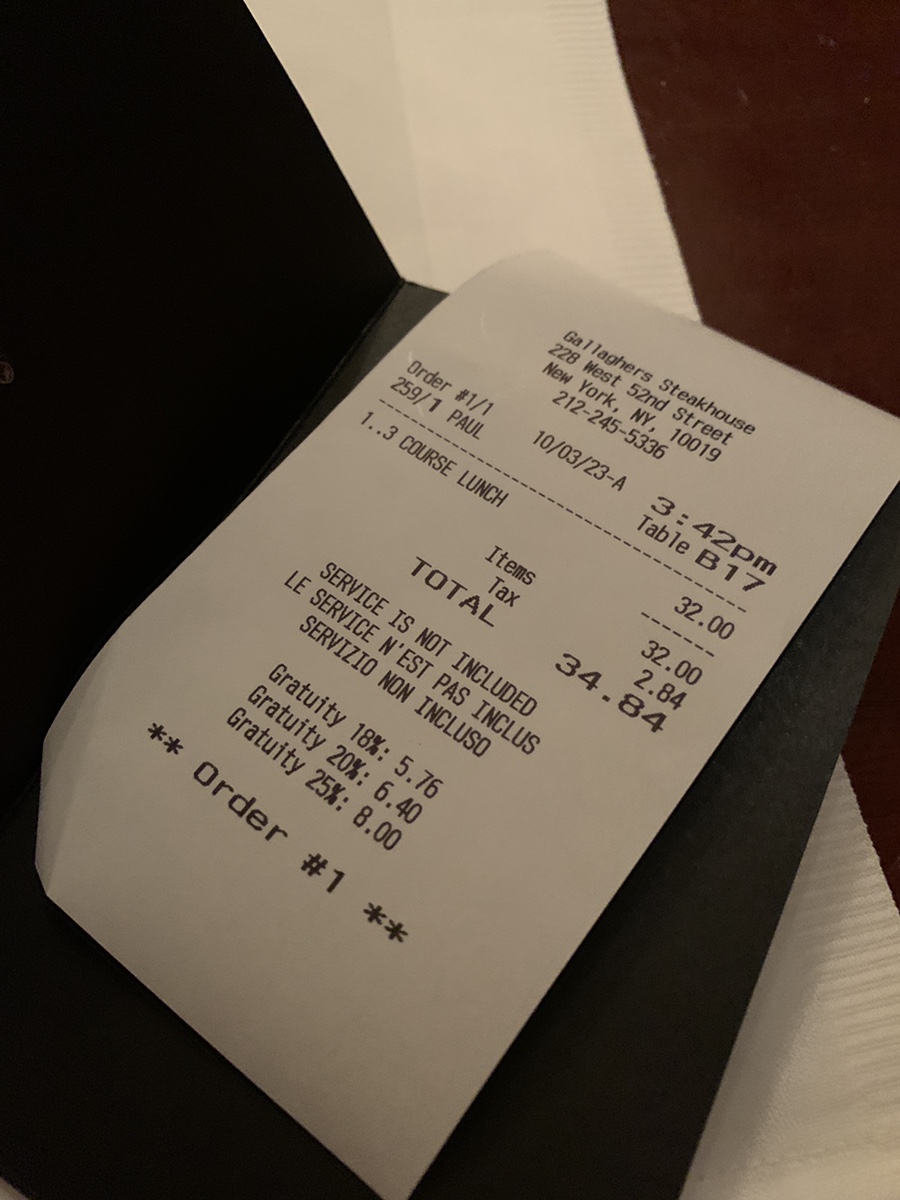 Gallaghers Steakhouse
228 West 52nd Street
New York, NY, 10019
212-245-5336
Order #1/1 10/03/23-A 3:42pm
259/1 PAUL Table B17
1..3 COURSE LUNCH 32.00
Items 32.00
Tax 2.84
TOTAL 34.84
SERVICE IS NOT INCLUDED
LE SERVICE N'EST PAS INCLUS
SERVIZIO NON INCLUSO
Gratuity 18%: 5.76
Gratuity 20%: 6.40
Gratuity 25%: 8.00
** Order #1 **